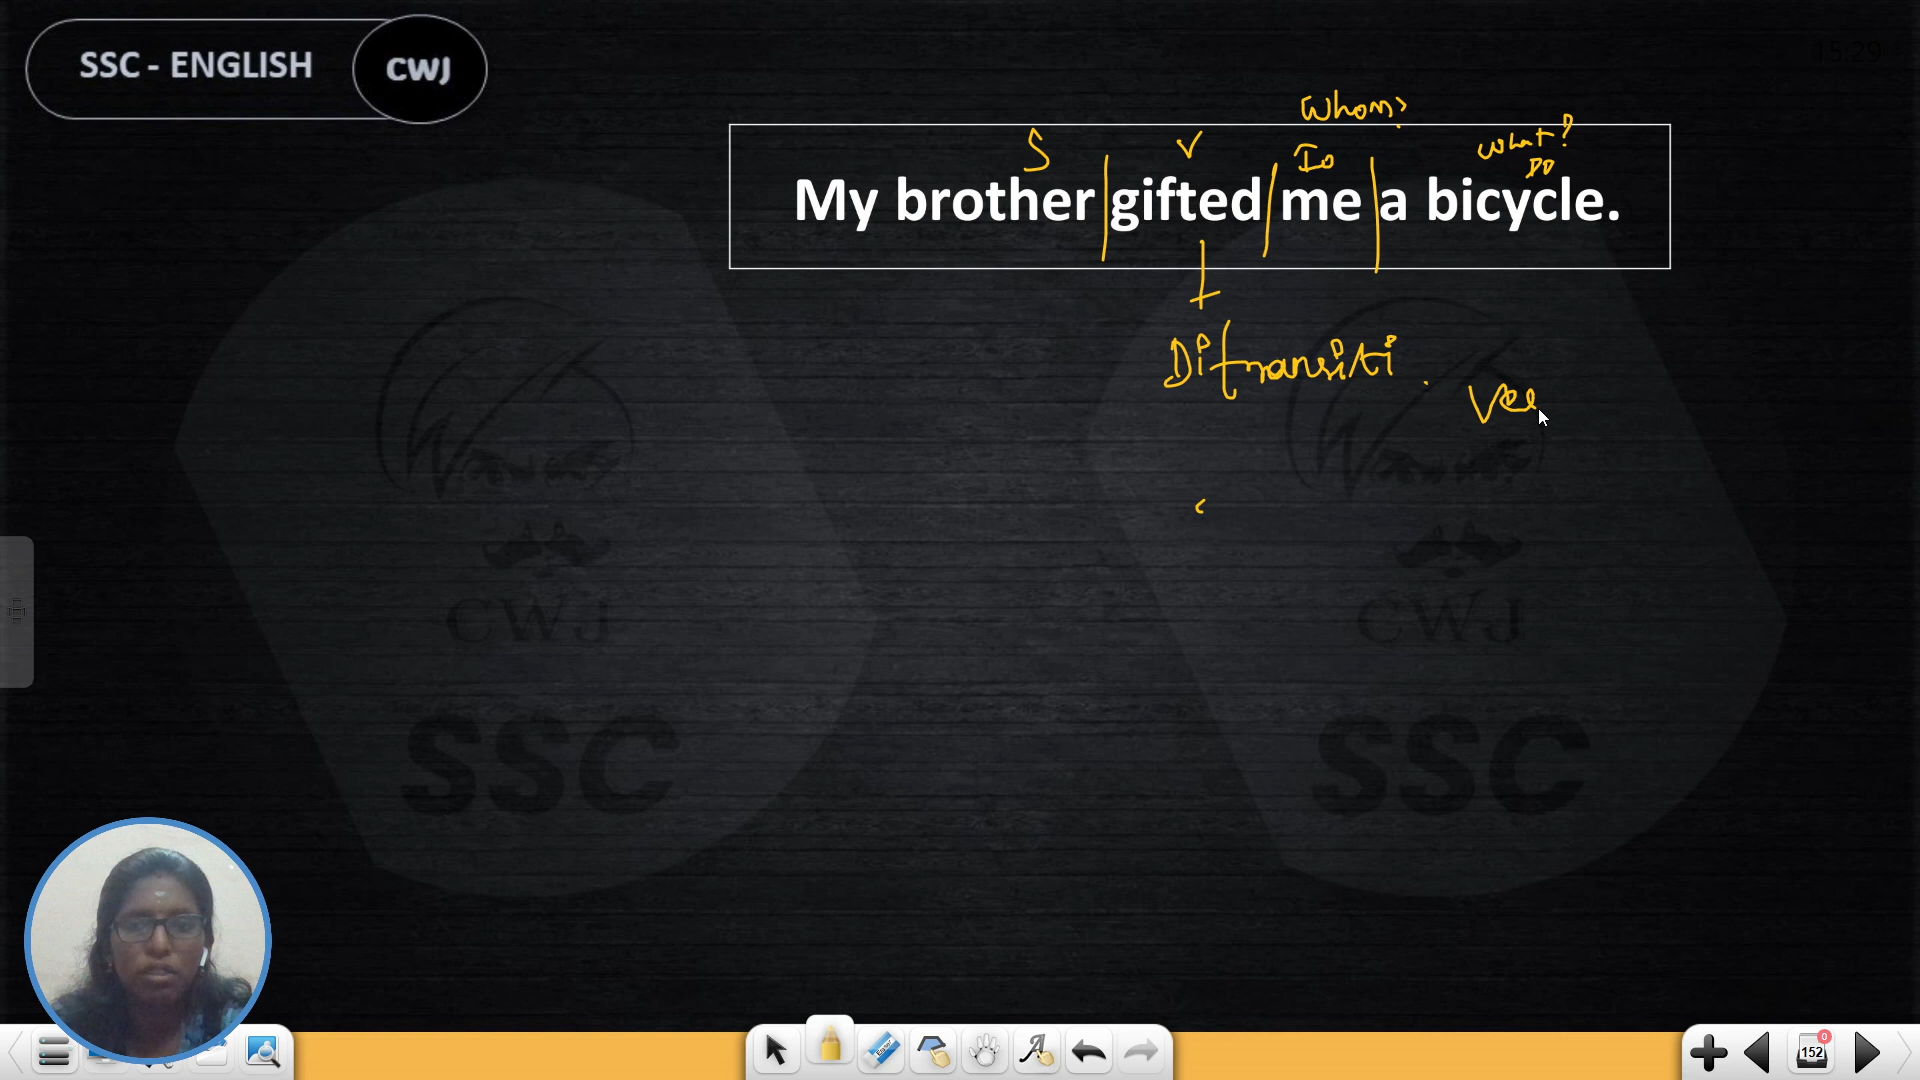 SSC - ENGLISH CWJ
15:29
Whom?
S V IO What? DO
My brother gifted me a bicycle.
Ditransiti
CWJ CWJ
SSC SSC
Eraser
152
0